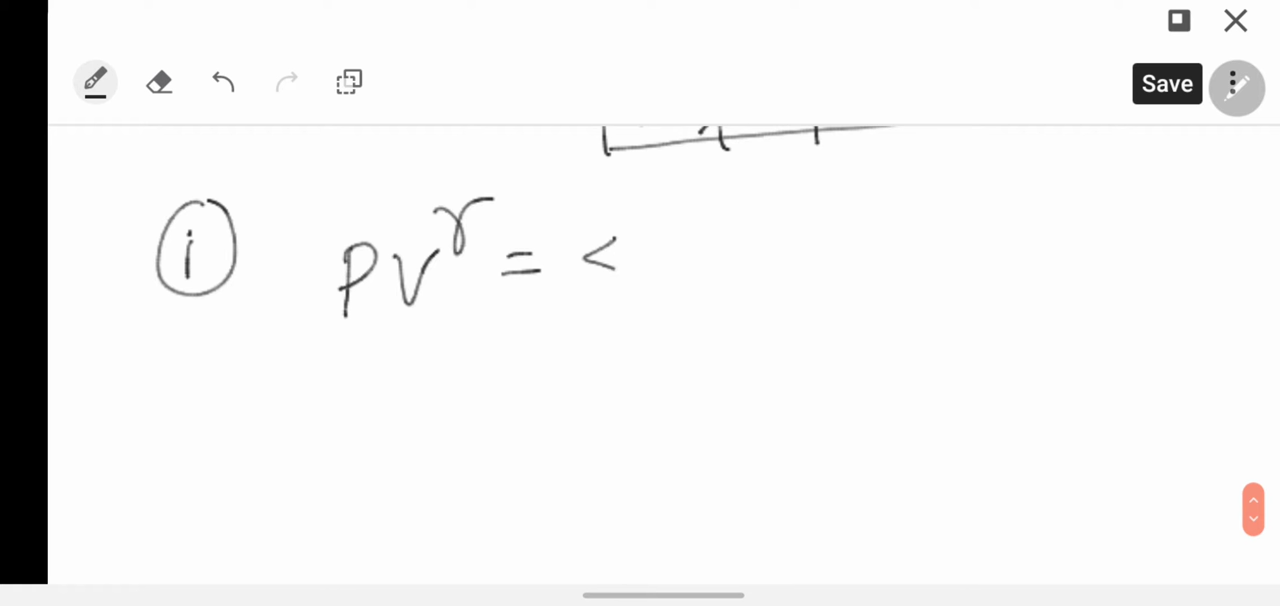 Save
i PV^γ = <